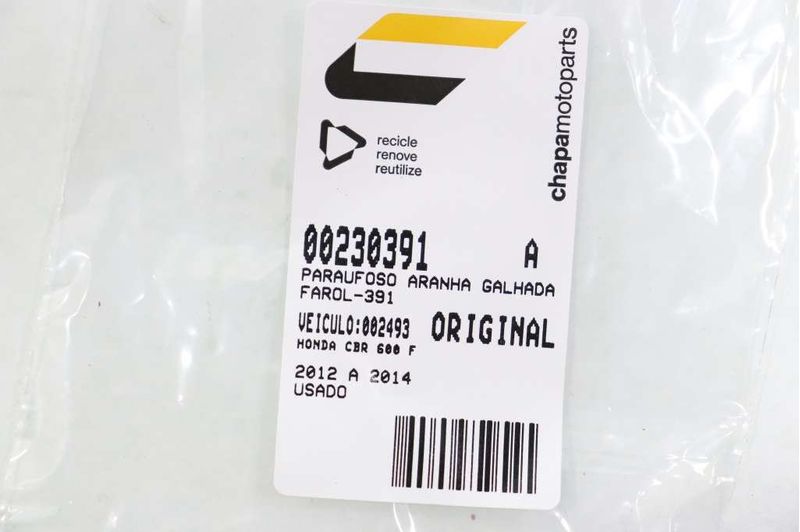 chapamotoparts
recicle
renove
reutilize
00230391 A
PARAUFOSO ARANHA GALHADA
FAROL-391
VEICULO:002493 ORIGINAL
HONDA CBR 600 F
2012 A 2014
USADO